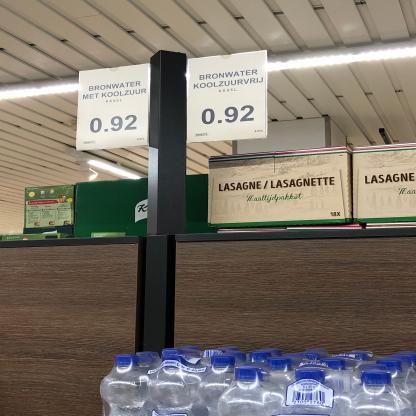 BRONWATER
MET KOOLZUUR
0.92
BRONWATER
KOOLZUURVRIJ
0.92
LASAGNE / LASAGNETTE
Maaltijdpakket
18X
LASAGNE